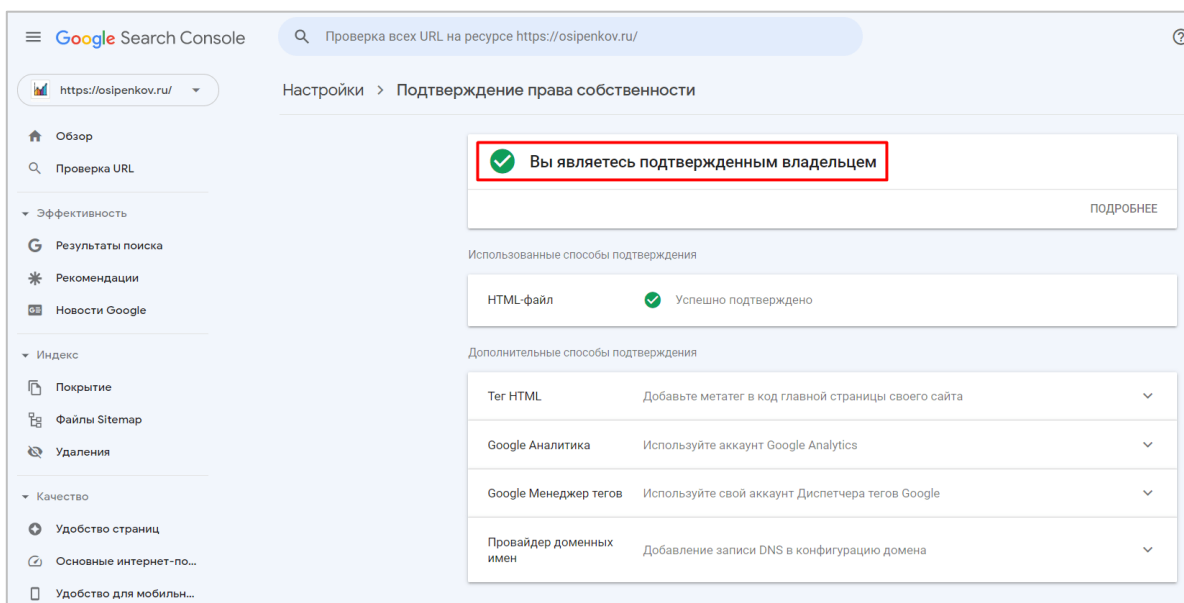 Google Search Console
Проверка всех URL на ресурсе https://osipenkov.ru/
https://osipenkov.ru/
Настройки > Подтверждение права собственности
Обзор
Проверка URL
Эффективность
Результаты поиска
Рекомендации
Новости Google
Индекс
Покрытие
Файлы Sitemap
Удаления
Качество
Удобство страниц
Основные интернет-по...
Удобство для мобильн...
Вы являетесь подтвержденным владельцем
ПОДРОБНЕЕ
Использованные способы подтверждения
HTML-файл Успешно подтверждено
Дополнительные способы подтверждения
Тег HTML Добавьте метатег в код главной страницы своего сайта
Google Аналитика Используйте аккаунт Google Analytics
Google Менеджер тегов Используйте свой аккаунт Диспетчера тегов Google
Провайдер доменных
имен
Добавление записи DNS в конфигурацию домена